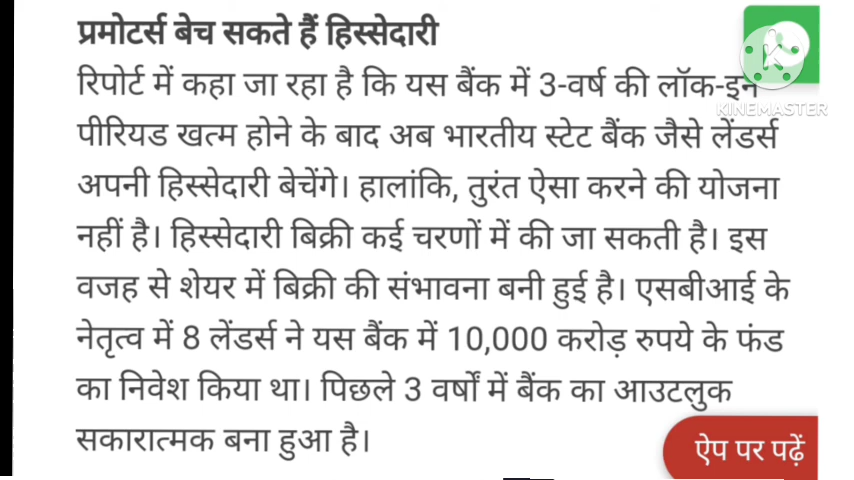 प्रमोटर्स बेच सकते हैं हिस्सेदारी
रिपोर्ट में कहा जा रहा है कि यस बैंक में 3-वर्ष की लॉक-इन
KINEMASTER
पीरियड खत्म होने के बाद अब भारतीय स्टेट बैंक जैसे लेंडर्स
अपनी हिस्सेदारी बेचेंगे। हालांकि, तुरंत ऐसा करने की योजना
नहीं है। हिस्सेदारी बिक्री कई चरणों में की जा सकती है। इस
वजह से शेयर में बिक्री की संभावना बनी हुई है। एसबीआई के
नेतृत्व में 8 लेंडर्स ने यस बैंक में 10,000 करोड़ रुपये के फंड
का निवेश किया था। पिछले 3 वर्षों में बैंक का आउटलुक
सकारात्मक बना हुआ है।
ऐप पर पढ़ें